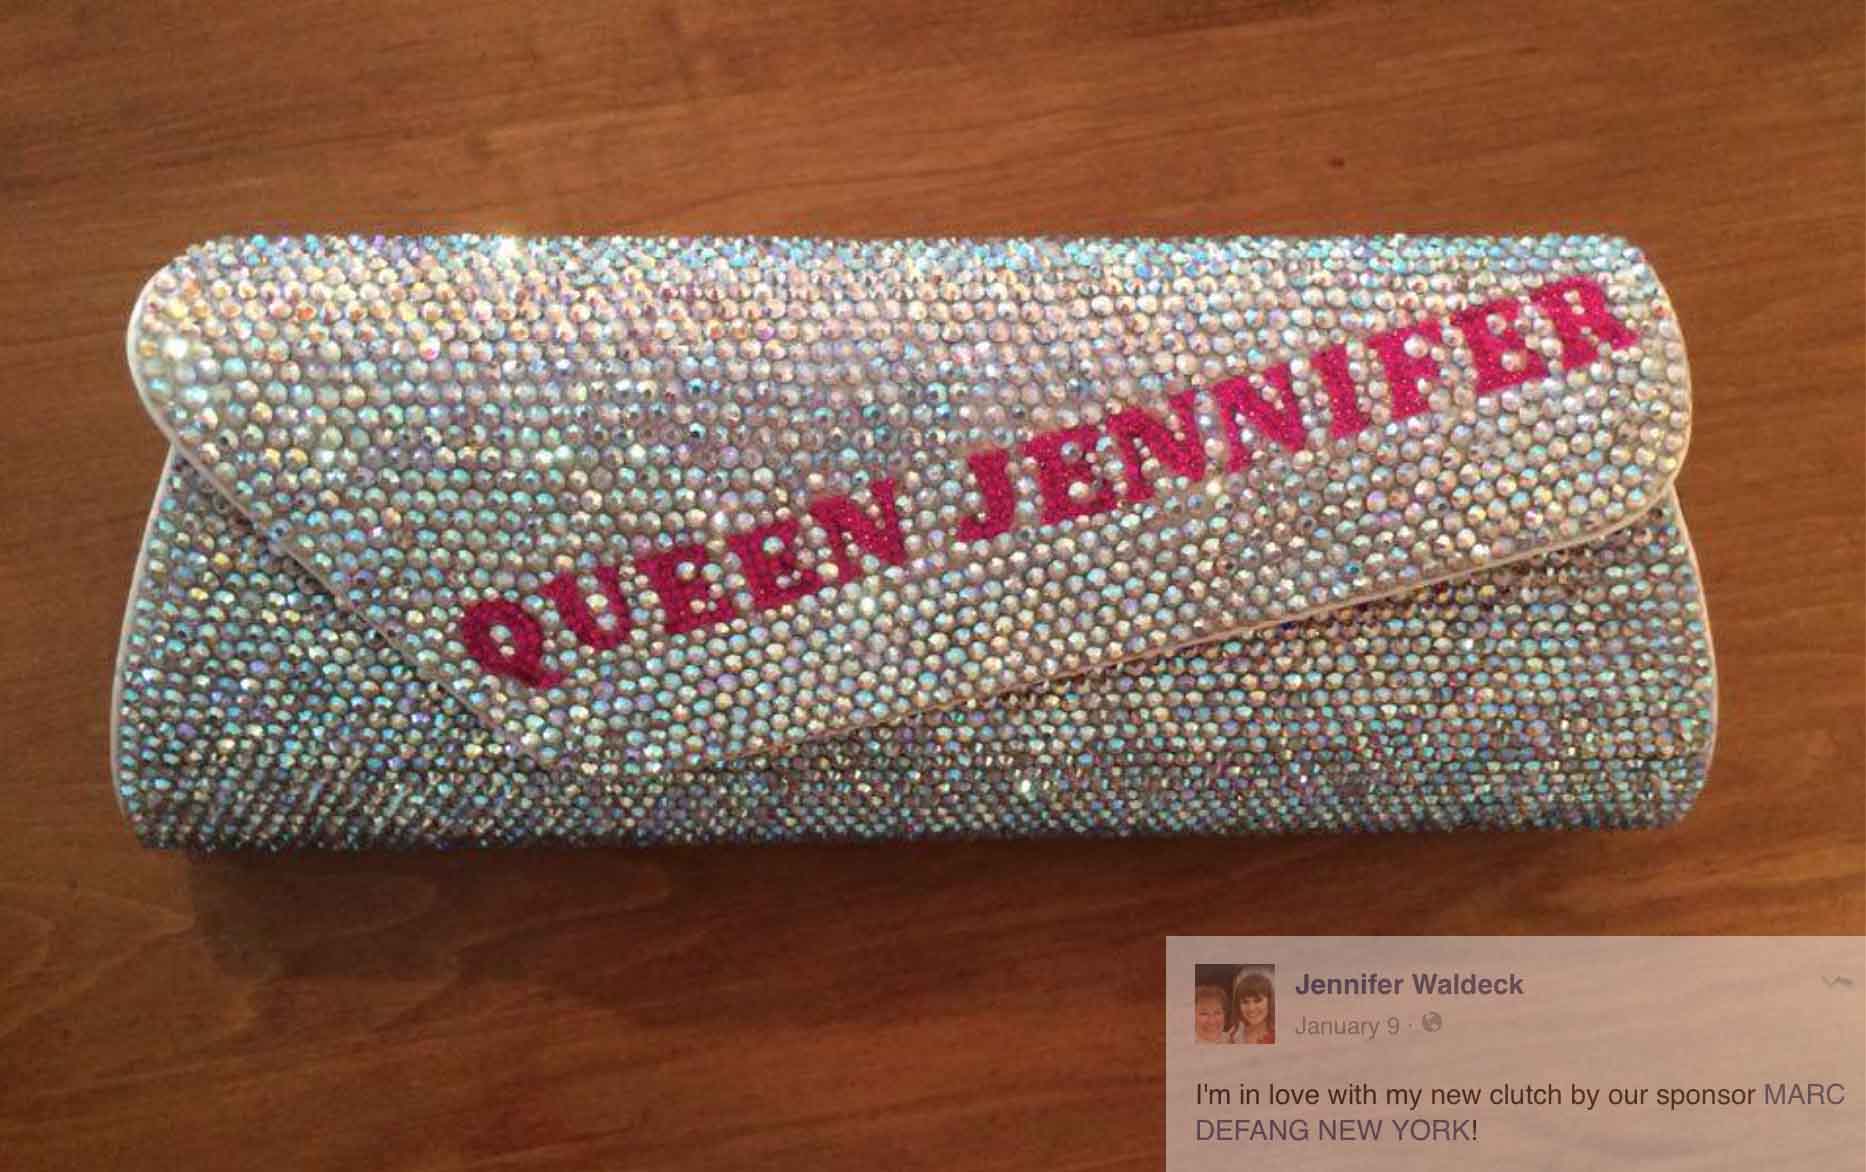 QUEEN JENNIFER
Jennifer Waldeck
January 9 ·
I'm in love with my new clutch by our sponsor MARC
DEFANG NEW YORK!